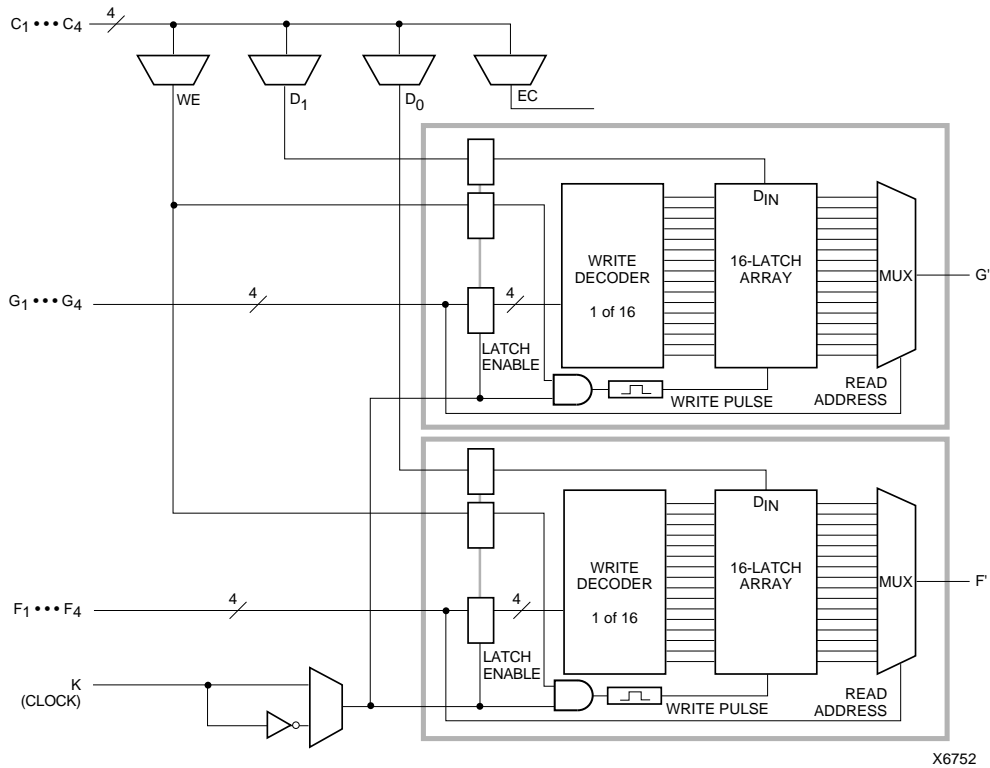 C1 ••• C4
4
WE
D1
D0
EC
DIN
WRITE
DECODER
1 of 16
16-LATCH
ARRAY
MUX
G'
G1 ••• G4
4
4
LATCH
ENABLE
WRITE PULSE
READ
ADDRESS
DIN
WRITE
DECODER
1 of 16
16-LATCH
ARRAY
MUX
F'
F1 ••• F4
4
4
LATCH
ENABLE
WRITE PULSE
READ
ADDRESS
K
(CLOCK)
X6752